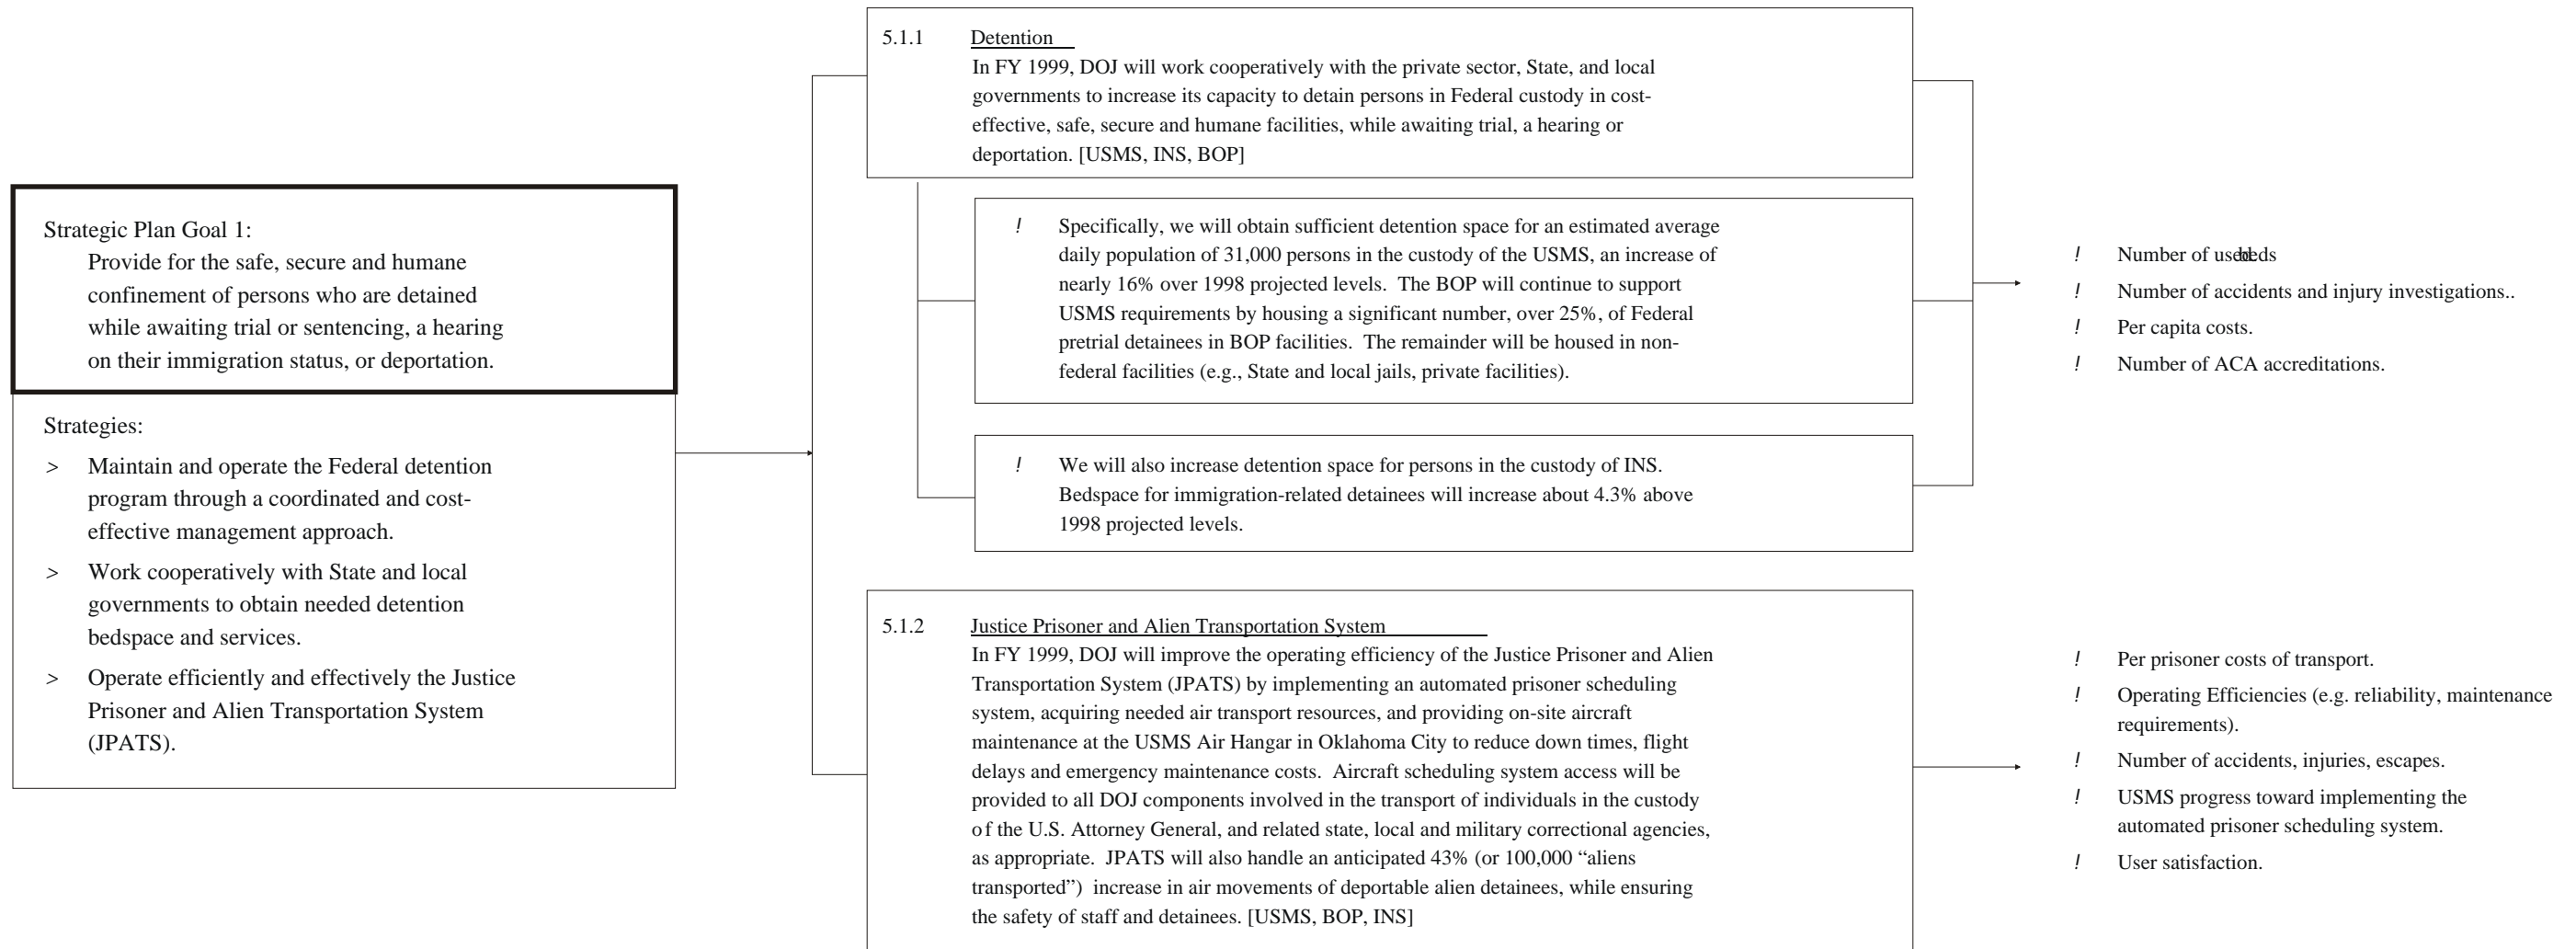 Strategic Plan Goal 1:
Provide for the safe, secure and humane
confinement of persons who are detained
while awaiting trial or sentencing, a hearing
on their immigration status, or deportation.
Strategies:
> Maintain and operate the Federal detention
program through a coordinated and cost-
effective management approach.
> Work cooperatively with State and local
governments to obtain needed detention
bedspace and services.
> Operate efficiently and effectively the Justice
Prisoner and Alien Transportation System
(JPATS).
5.1.1 Detention
In FY 1999, DOJ will work cooperatively with the private sector, State, and local
governments to increase its capacity to detain persons in Federal custody in cost-
effective, safe, secure and humane facilities, while awaiting trial, a hearing or
deportation. [USMS, INS, BOP]
! Specifically, we will obtain sufficient detention space for an estimated average
daily population of 31,000 persons in the custody of the USMS, an increase of
nearly 16% over 1998 projected levels. The BOP will continue to support
USMS requirements by housing a significant number, over 25%, of Federal
pretrial detainees in BOP facilities. The remainder will be housed in non-
federal facilities (e.g., State and local jails, private facilities).
! We will also increase detention space for persons in the custody of INS.
Bedspace for immigration-related detainees will increase about 4.3% above
1998 projected levels.
5.1.2 Justice Prisoner and Alien Transportation System
In FY 1999, DOJ will improve the operating efficiency of the Justice Prisoner and Alien
Transportation System (JPATS) by implementing an automated prisoner scheduling
system, acquiring needed air transport resources, and providing on-site aircraft
maintenance at the USMS Air Hangar in Oklahoma City to reduce down times, flight
delays and emergency maintenance costs. Aircraft scheduling system access will be
provided to all DOJ components involved in the transport of individuals in the custody
of the U.S. Attorney General, and related state, local and military correctional agencies,
as appropriate. JPATS will also handle an anticipated 43% (or 100,000 “aliens
transported”) increase in air movements of deportable alien detainees, while ensuring
the safety of staff and detainees. [USMS, BOP, INS]
! Number of
! Number of accidents and injury investigations..
! Per capita costs.
! Number of ACA accreditations.
! Per prisoner costs of transport.
! Operating Efficiencies (e.g. reliability, maintenance
requirements).
! Number of accidents, injuries, escapes.
! USMS progress toward implementing the
automated prisoner scheduling system.
! User satisfaction.